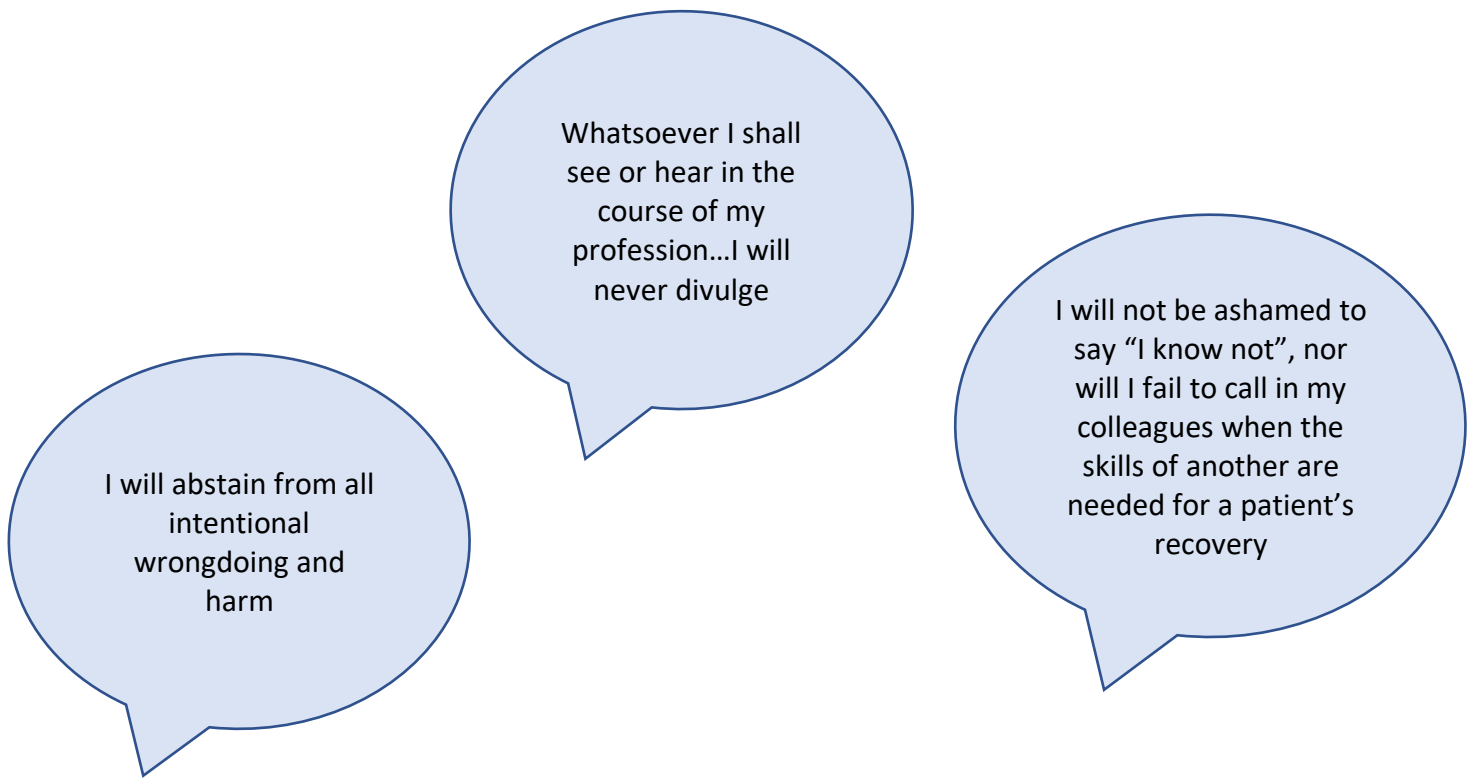 Whatsoever I shall
see or hear in the
course of my
profession…I will
never divulge
I will not be ashamed to
say “I know not”, nor
will I fail to call in my
colleagues when the
skills of another are
needed for a patient’s
recovery
I will abstain from all
intentional
wrongdoing and
harm